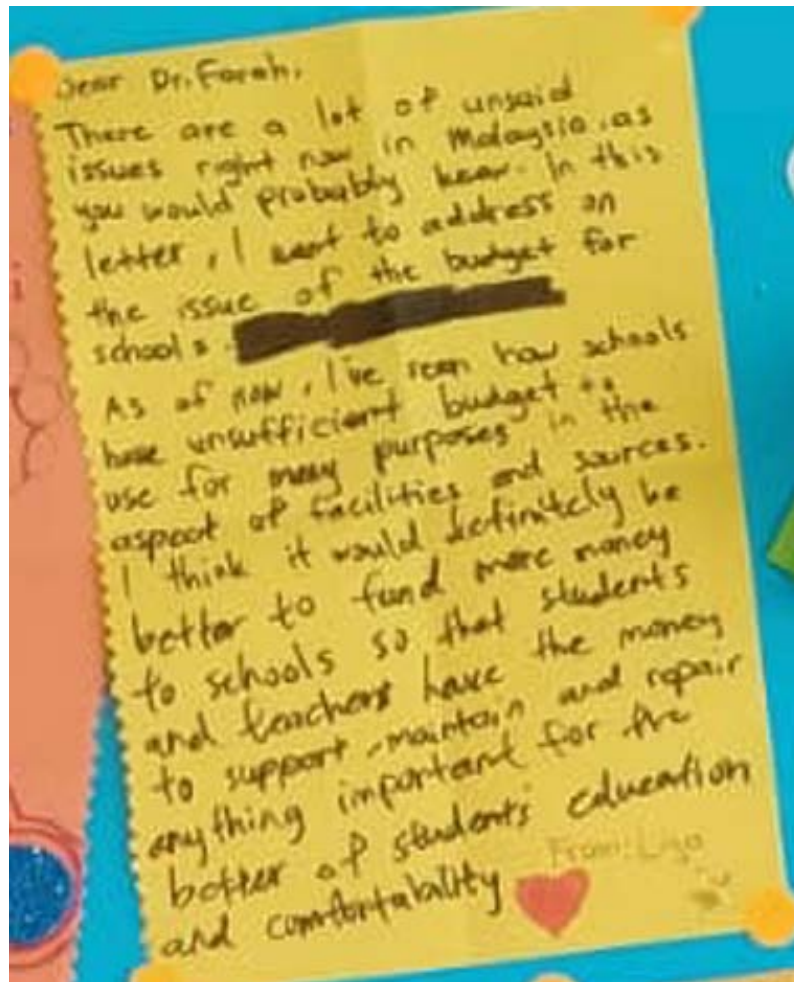 Dear Dr. Farah,
There are a lot of unsaid
issues right now in Malaysia, as
you would probably hear. In this
letter, I want to address on
the issue of the budget for
schools.
As of now, I've seen how schools
have unsufficient budget to
use for many purposes in the
aspect of facilities and sources.
I think it would definitely be
better to fund more money
to schools so that students
and teachers have the money
to support, maintain and repair
anything important for the
better of students' education
and comfortability
From: Liya